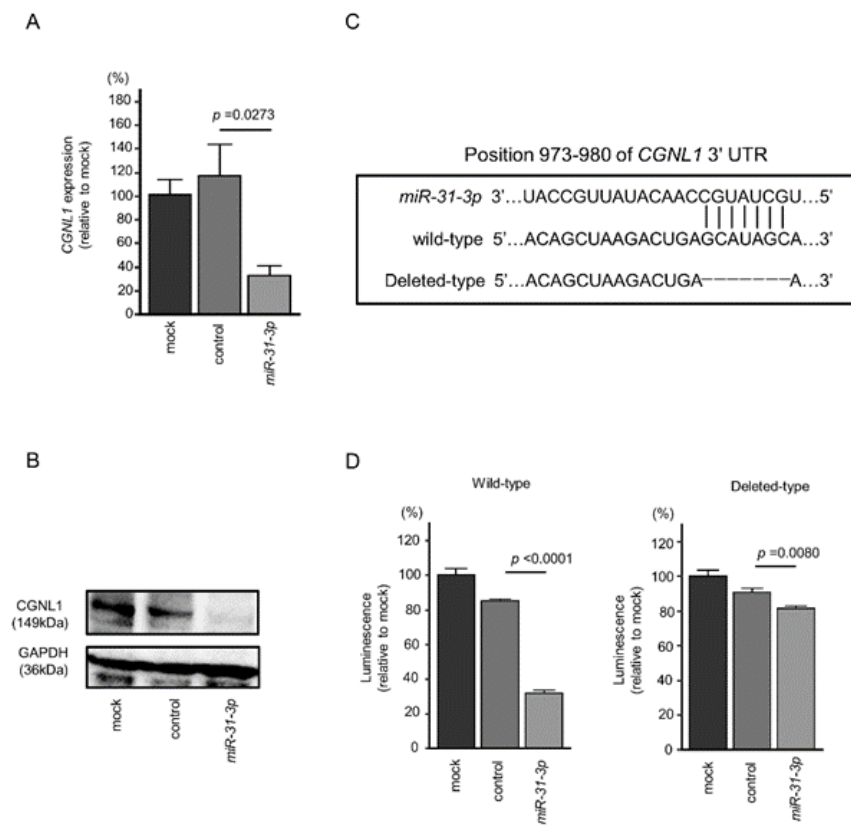 A
(%)
180
160
140
120
100
80
60
40
20
0
CGNL1 expression
(relative to mock)
p =0.0273
mock
control
miR-31-3p
C
Position 973-980 of CGNL1 3' UTR
miR-31-3p 3'…UACCGUUAUACAACCGUAUCGU…5'
wild-type 5'…ACAGCUAAGACUGAGCAUAGCA…3'
Deleted-type 5'…ACAGCUAAGACUGA−−−−−−−A…3'
B
CGNL1
(149kDa)
GAPDH
(36kDa)
mock
control
miR-31-3p
D
Wild-type
(%)
120
100
80
60
40
20
0
Luminescence
(relative to mock)
p <0.0001
mock
control
miR-31-3p
Deleted-type
(%)
120
100
80
60
40
20
0
Luminescence
(relative to mock)
p =0.0080
mock
control
miR-31-3p